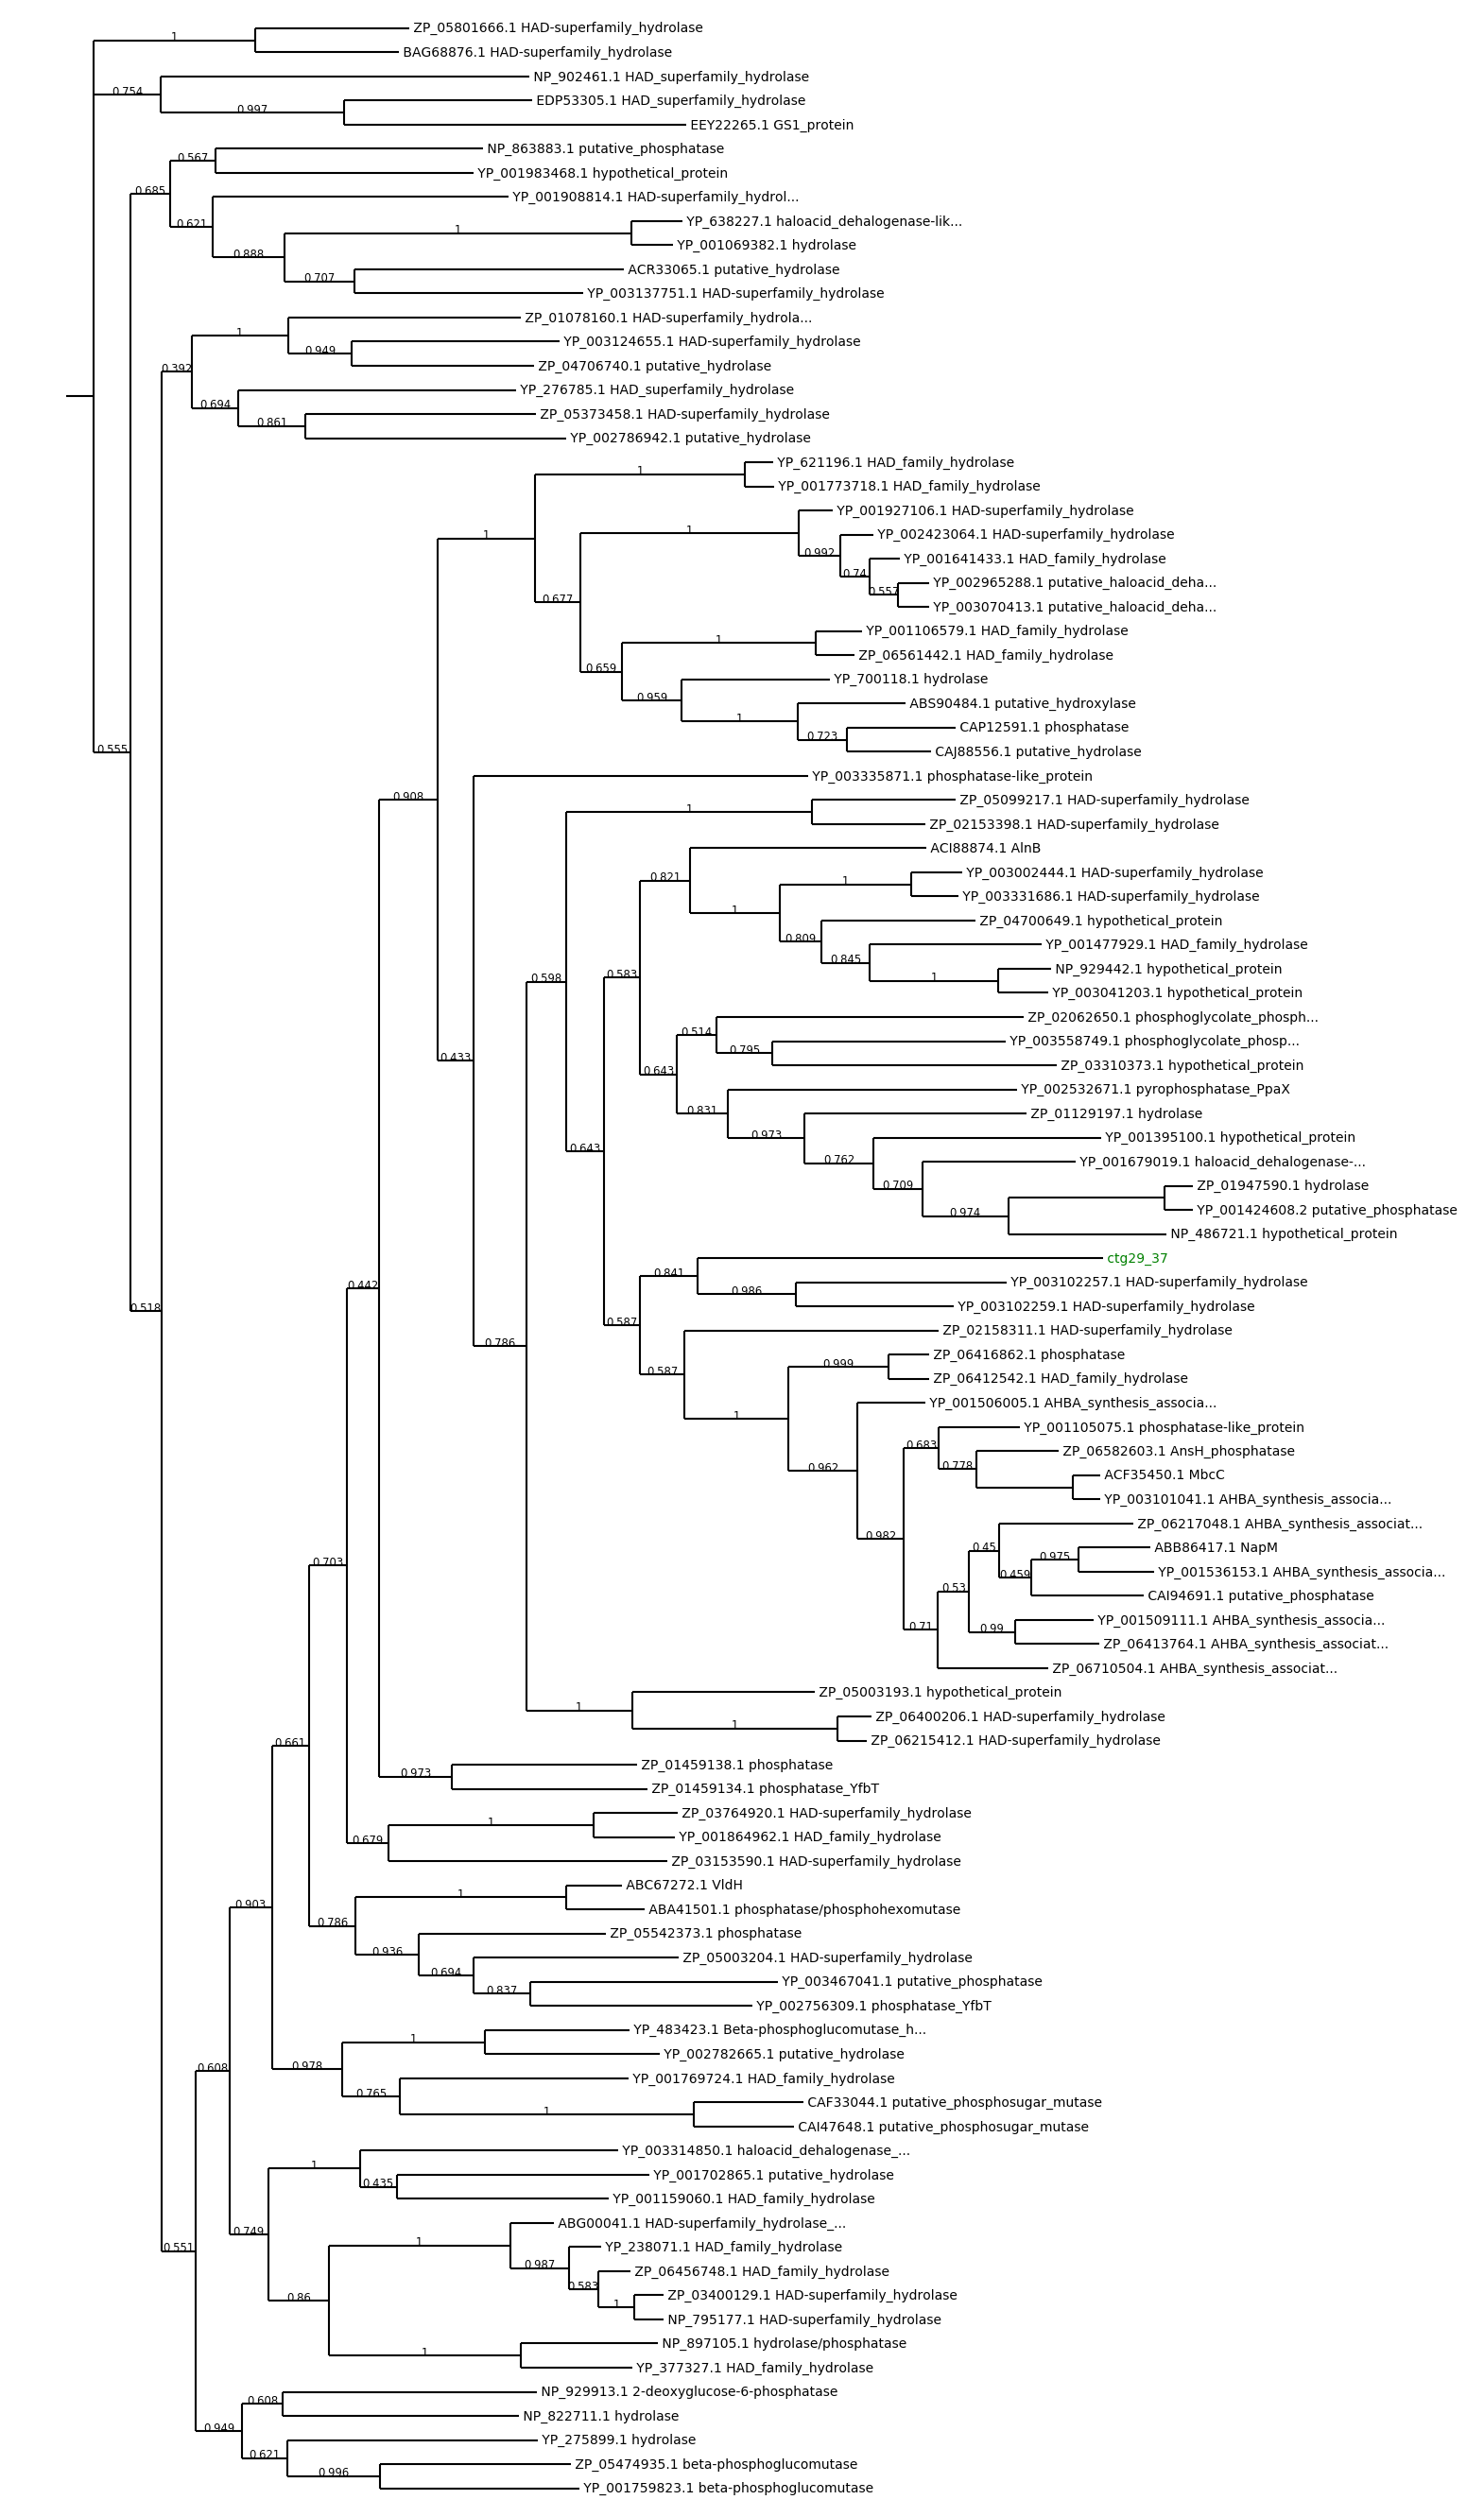 ZP_05801666.1 HAD-superfamily_hydrolase
1
BAG68876.1 HAD-superfamily_hydrolase
NP_902461.1 HAD_superfamily_hydrolase
0.754
EDP53305.1 HAD_superfamily_hydrolase
0.997
EEY22265.1 GS1_protein
NP_863883.1 putative_phosphatase
0.567
YP_001983468.1 hypothetical_protein
0.685
YP_001908814.1 HAD-superfamily_hydrol...
0.621
YP_638227.1 haloacid_dehalogenase-lik...
1
YP_001069382.1 hydrolase
0.888
ACR33065.1 putative_hydrolase
0.707
YP_003137751.1 HAD-superfamily_hydrolase
ZP_01078160.1 HAD-superfamily_hydrola...
1
YP_003124655.1 HAD-superfamily_hydrolase
0.949
ZP_04706740.1 putative_hydrolase
0.392
YP_276785.1 HAD_superfamily_hydrolase
0.694
ZP_05373458.1 HAD-superfamily_hydrolase
0.861
YP_002786942.1 putative_hydrolase
YP_621196.1 HAD_family_hydrolase
1
YP_001773718.1 HAD_family_hydrolase
YP_001927106.1 HAD-superfamily_hydrolase
1
1
YP_002423064.1 HAD-superfamily_hydrolase
0.992
YP_001641433.1 HAD_family_hydrolase
0.74
YP_002965288.1 putative_haloacid_deha...
0.557
0.677
YP_003070413.1 putative_haloacid_deha...
YP_001106579.1 HAD_family_hydrolase
1
ZP_06561442.1 HAD_family_hydrolase
0.659
YP_700118.1 hydrolase
0.959
ABS90484.1 putative_hydroxylase
1
CAP12591.1 phosphatase
0.723
0.555
CAJ88556.1 putative_hydrolase
YP_003335871.1 phosphatase-like_protein
0.908
ZP_05099217.1 HAD-superfamily_hydrolase
1
ZP_02153398.1 HAD-superfamily_hydrolase
ACI88874.1 AlnB
YP_003002444.1 HAD-superfamily_hydrolase
0.821
1
YP_003331686.1 HAD-superfamily_hydrolase
1
ZP_04700649.1 hypothetical_protein
0.809
YP_001477929.1 HAD_family_hydrolase
0.845
NP_929442.1 hypothetical_protein
0.598
0.583
1
YP_003041203.1 hypothetical_protein
ZP_02062650.1 phosphoglycolate_phosph...
0.514
YP_003558749.1 phosphoglycolate_phosp...
0.795
0.433
ZP_03310373.1 hypothetical_protein
0.643
YP_002532671.1 pyrophosphatase_PpaX
0.831
ZP_01129197.1 hydrolase
0.973
YP_001395100.1 hypothetical_protein
0.643
0.762
YP_001679019.1 haloacid_dehalogenase-...
0.709
ZP_01947590.1 hydrolase
YP_001424608.2 putative_phosphatase
0.974
NP_486721.1 hypothetical_protein
ctg29_37
0.841
YP_003102257.1 HAD-superfamily_hydrolase
0.442
0.986
YP_003102259.1 HAD-superfamily_hydrolase
0.518
0.587
ZP_02158311.1 HAD-superfamily_hydrolase
0.786
ZP_06416862.1 phosphatase
0.999
0.587
ZP_06412542.1 HAD_family_hydrolase
YP_001506005.1 AHBA_synthesis_associa...
1
YP_001105075.1 phosphatase-like_protein
0.683
ZP_06582603.1 AnsH_phosphatase
0.962
0.778
ACF35450.1 MbcC
YP_003101041.1 AHBA_synthesis_associa...
ZP_06217048.1 AHBA_synthesis_associat...
0.982
0.45
ABB86417.1 NapM
0.975
0.703
YP_001536153.1 AHBA_synthesis_associa...
0.459
0.53
CAI94691.1 putative_phosphatase
YP_001509111.1 AHBA_synthesis_associa...
0.71
0.99
ZP_06413764.1 AHBA_synthesis_associat...
ZP_06710504.1 AHBA_synthesis_associat...
ZP_05003193.1 hypothetical_protein
1
ZP_06400206.1 HAD-superfamily_hydrolase
1
ZP_06215412.1 HAD-superfamily_hydrolase
0.661
ZP_01459138.1 phosphatase
0.973
ZP_01459134.1 phosphatase_YfbT
ZP_03764920.1 HAD-superfamily_hydrolase
1
YP_001864962.1 HAD_family_hydrolase
0.679
ZP_03153590.1 HAD-superfamily_hydrolase
ABC67272.1 VldH
1
0.903
ABA41501.1 phosphatase/phosphohexomutase
0.786
ZP_05542373.1 phosphatase
0.936
ZP_05003204.1 HAD-superfamily_hydrolase
0.694
YP_003467041.1 putative_phosphatase
0.837
YP_002756309.1 phosphatase_YfbT
YP_483423.1 Beta-phosphoglucomutase_h...
1
YP_002782665.1 putative_hydrolase
0.978
0.608
YP_001769724.1 HAD_family_hydrolase
0.765
CAF33044.1 putative_phosphosugar_mutase
1
CAI47648.1 putative_phosphosugar_mutase
YP_003314850.1 haloacid_dehalogenase_...
1
YP_001702865.1 putative_hydrolase
0.435
YP_001159060.1 HAD_family_hydrolase
ABG00041.1 HAD-superfamily_hydrolase_...
0.749
1
YP_238071.1 HAD_family_hydrolase
0.551
0.987
ZP_06456748.1 HAD_family_hydrolase
0.583
ZP_03400129.1 HAD-superfamily_hydrolase
0.86
1
NP_795177.1 HAD-superfamily_hydrolase
NP_897105.1 hydrolase/phosphatase
1
YP_377327.1 HAD_family_hydrolase
NP_929913.1 2-deoxyglucose-6-phosphatase
0.608
NP_822711.1 hydrolase
0.949
YP_275899.1 hydrolase
0.621
ZP_05474935.1 beta-phosphoglucomutase
0.996
YP_001759823.1 beta-phosphoglucomutase